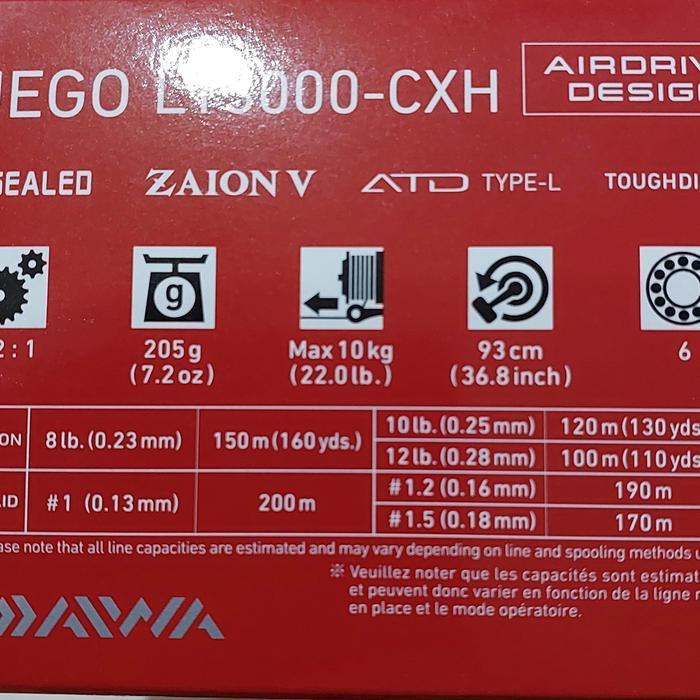 EGO LT3000-CXH
AIRDRIV
DESIG
SEALED ZAION V ATD TYPE-L TOUGHDI
g
2:1 205g Max 10kg 93cm 6
(7.2oz) (22.0lb.) (36.8inch)
ON 8lb.(0.23mm) 150m(160yds.) 10lb.(0.25mm) 120m(130yds
12lb.(0.28mm) 100m(110yds
AID #1 (0.13mm) 200m #1.2(0.16mm) 190m
#1.5(0.18mm) 170m
ase note that all line capacities are estimated and may vary depending on line and spooling methods u
※ Veuillez noter que les capacités sont estimat
et peuvent donc varier en fonction de la ligne m
en place et le mode opératoire.
DAIWA